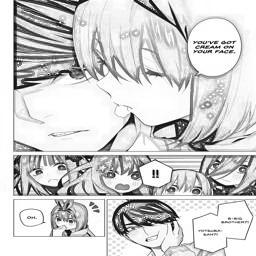 YOU'VE GOT
CREAM ON
YOUR FACE.
!!
OH.
B-BIG
BROTHER?!
YOTSUBA-
SAN?!